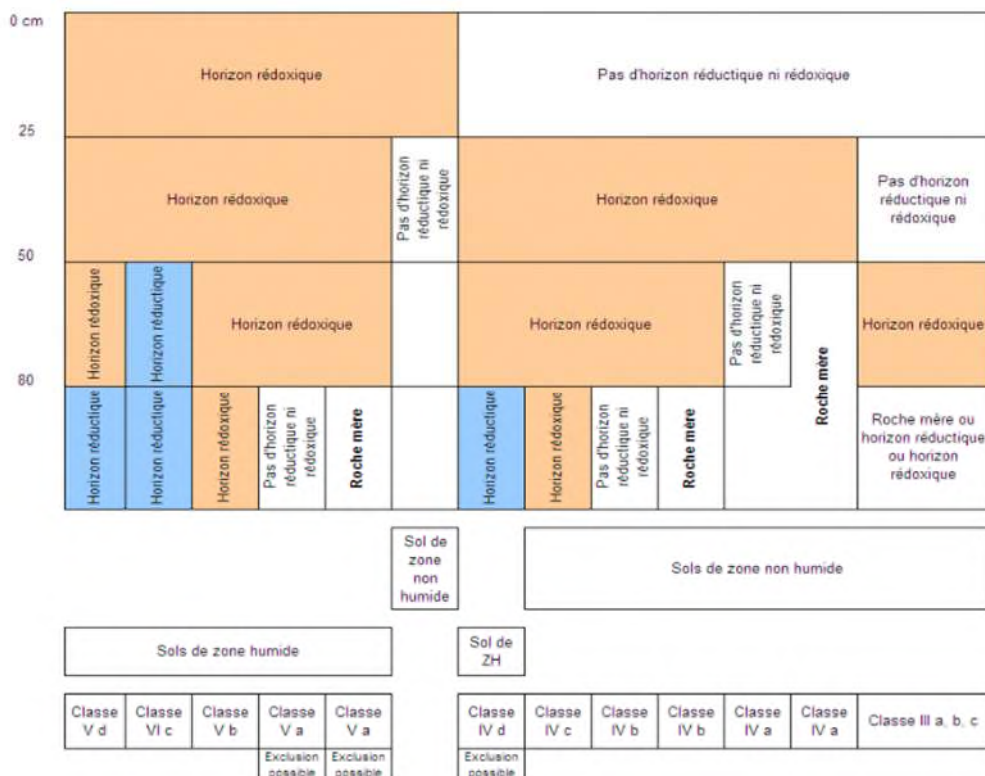 0 cm
Horizon rédoxique
Pas d'horizon réductique ni rédoxique
25
Horizon rédoxique
Pas d'horizon
réductique ni
rédoxique
Horizon rédoxique
Pas d'horizon
réductique ni
rédoxique
50
Horizon rédoxique
Horizon réductique
Horizon rédoxique
Horizon rédoxique
Pas d'horizon
réductique ni
rédoxique
Roche mère
Horizon rédoxique
80
Horizon réductique
Horizon réductique
Horizon rédoxique
Pas d'horizon
réductique ni
rédoxique
Roche mère
Horizon réductique
Horizon rédoxique
Pas d'horizon
réductique ni
rédoxique
Roche mère
Roche mère ou
horizon réductique
ou horizon
rédoxique
Sol de
zone
non
humide
Sols de zone non humide
Sols de zone humide
Sol de
ZH
Classe
V d
Classe
VI c
Classe
V b
Classe
V a
Classe
V a
Classe
IV d
Classe
IV c
Classe
IV b
Classe
IV b
Classe
IV a
Classe
IV a
Classe III a, b, c
Exclusion
possible
Exclusion
possible
Exclusion
possible